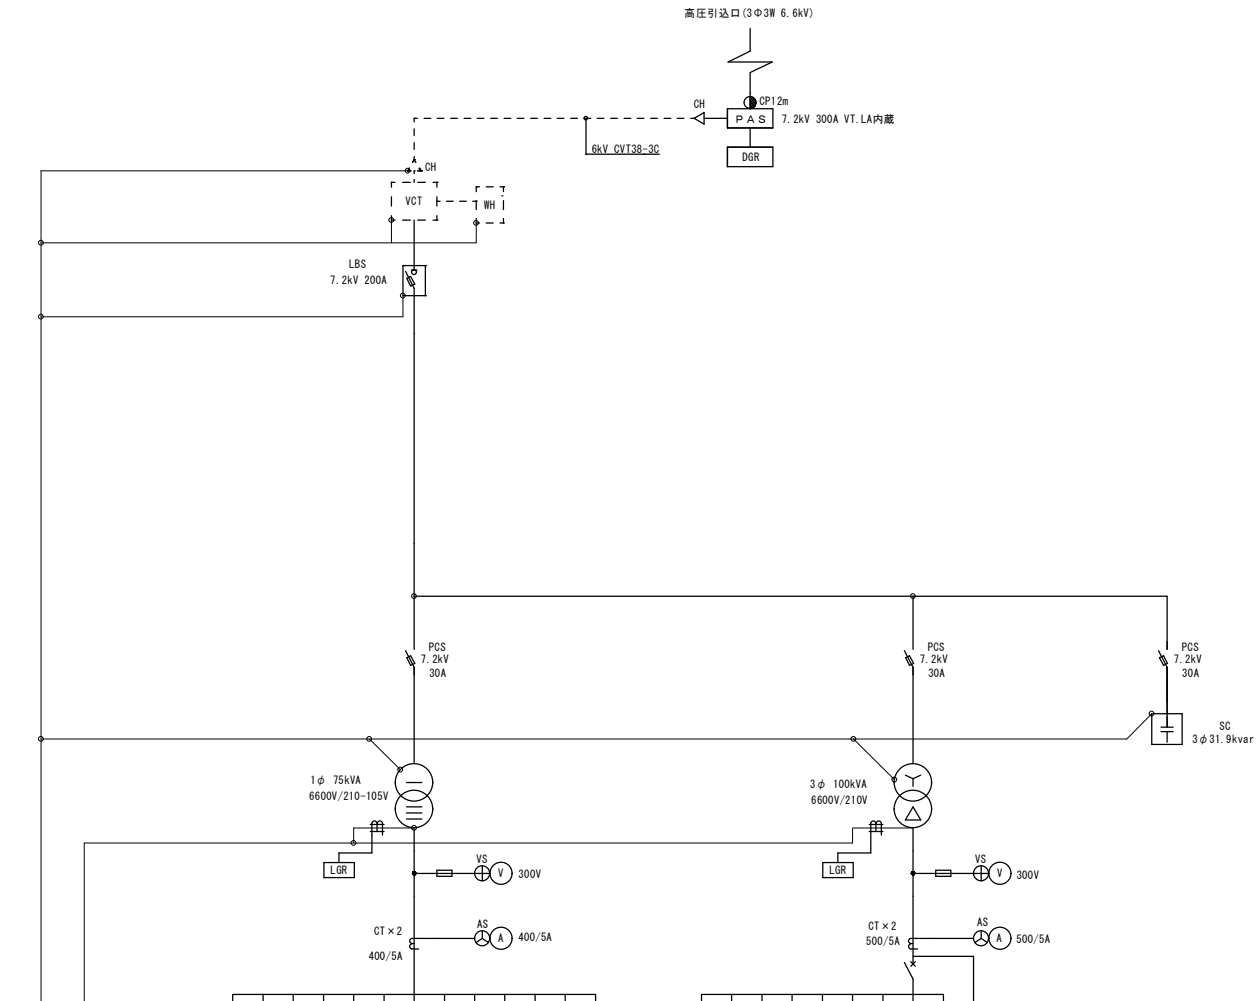 高圧引込口(3Φ3W 6.6kV)
CP12m
CH
PAS
7.2kV 300A VT.LA内蔵
6kV CVT38-3C
DGR
CH
VCT
WH
LBS
7.2kV 200A
PCS
7.2kV
30A
PCS
7.2kV
30A
PCS
7.2kV
30A
SC
3φ31.9kvar
1φ 75kVA
6600V/210-105V
3φ 100kVA
6600V/210V
LGR
VS
V
300V
LGR
VS
V
300V
CT×2
400/5A
AS
A
400/5A
CT×2
500/5A
AS
A
500/5A